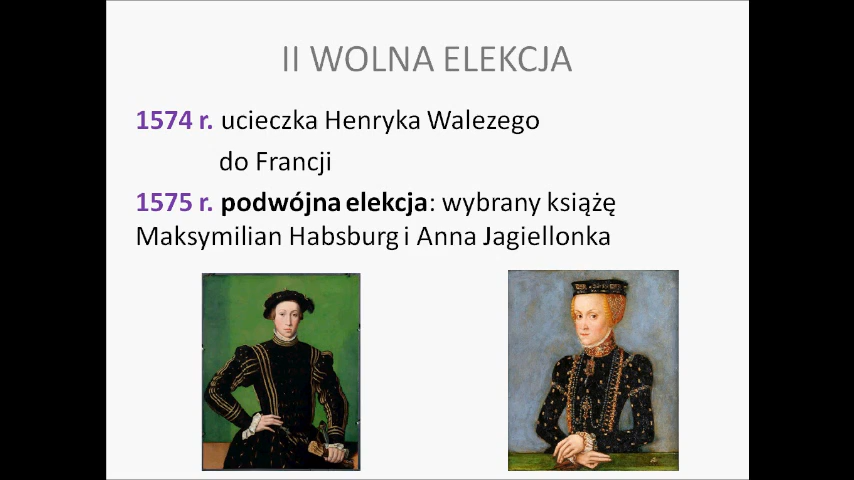 II WOLNA ELEKCJA
1574 r. ucieczka Henryka Walezego
do Francji
1575 r. podwójna elekcja: wybrany książę
Maksymilian Habsburg i Anna Jagiellonka